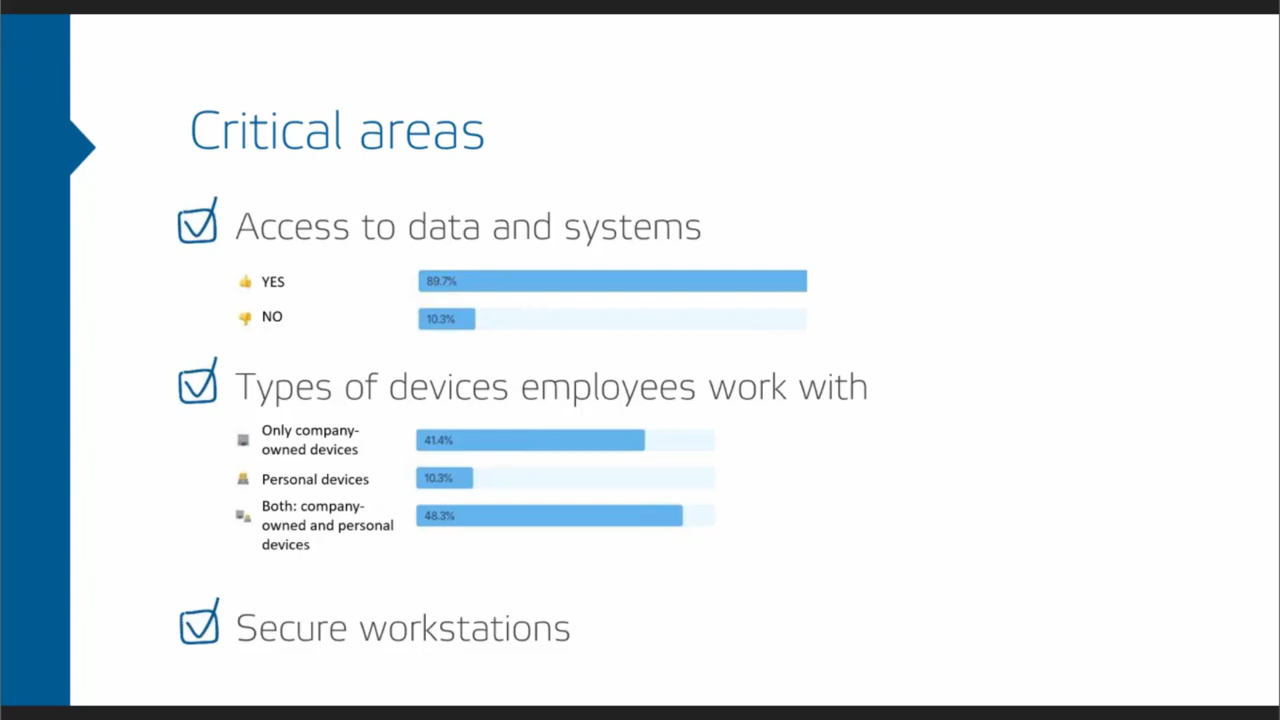 Critical areas
Access to data and systems
YES
89.7%
NO
10.3%
Types of devices employees work with
Only company-
owned devices
41.4%
Personal devices
10.3%
Both: company-
owned and personal
devices
48.3%
Secure workstations